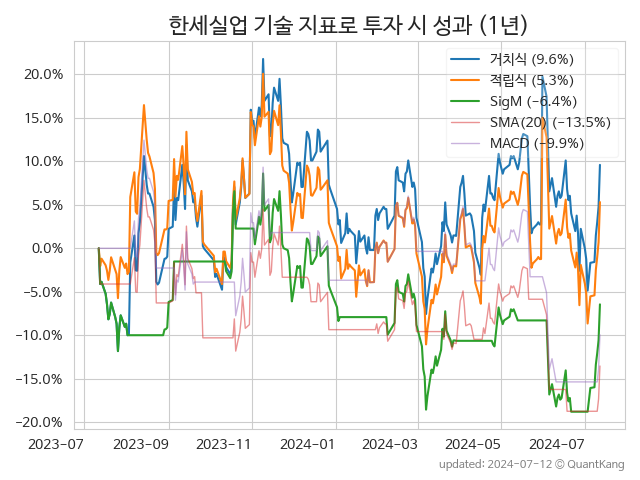 한세실업 기술 지표로 투자 시 성과 (1년)
거치식 (9.6%)
적립식 (5.3%)
SigM (−6.4%)
SMA(20) (−13.5%)
MACD (−9.9%)
20.0%
15.0%
10.0%
5.0%
0.0%
−5.0%
−10.0%
−15.0%
−20.0%
2023-07 2023-09 2023-11 2024-01 2024-03 2024-05 2024-07
updated: 2024-07-12 © QuantKang